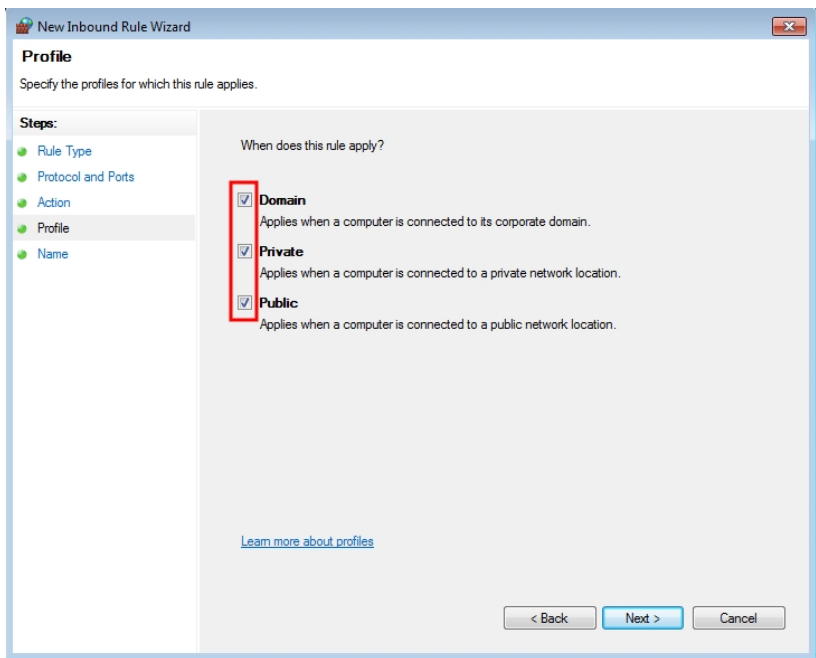 New Inbound Rule Wizard
Profile
Specify the profiles for which this rule applies.
Steps:
Rule Type
Protocol and Ports
Action
Profile
Name
When does this rule apply?
Domain
Applies when a computer is connected to its corporate domain.
Private
Applies when a computer is connected to a private network location.
Public
Applies when a computer is connected to a public network location.
Learn more about profiles
< Back
Next >
Cancel